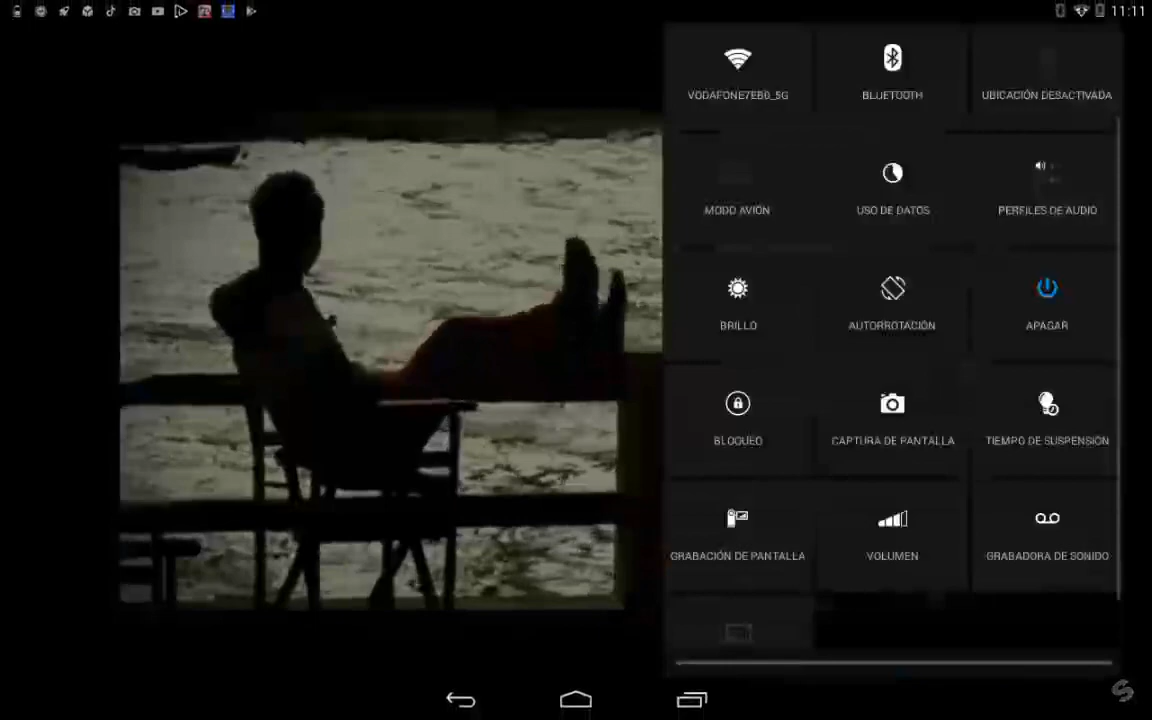 11:11
VODAFONE7EB0_5G
BLUETOOTH
UBICACIÓN DESACTIVADA
MODO AVIÓN
USO DE DATOS
PERFILES DE AUDIO
BRILLO
AUTORROTACIÓN
APAGAR
BLOQUEO
CAPTURA DE PANTALLA
TIEMPO DE SUSPENSIÓN
GRABACIÓN DE PANTALLA
VOLUMEN
GRABADORA DE SONIDO